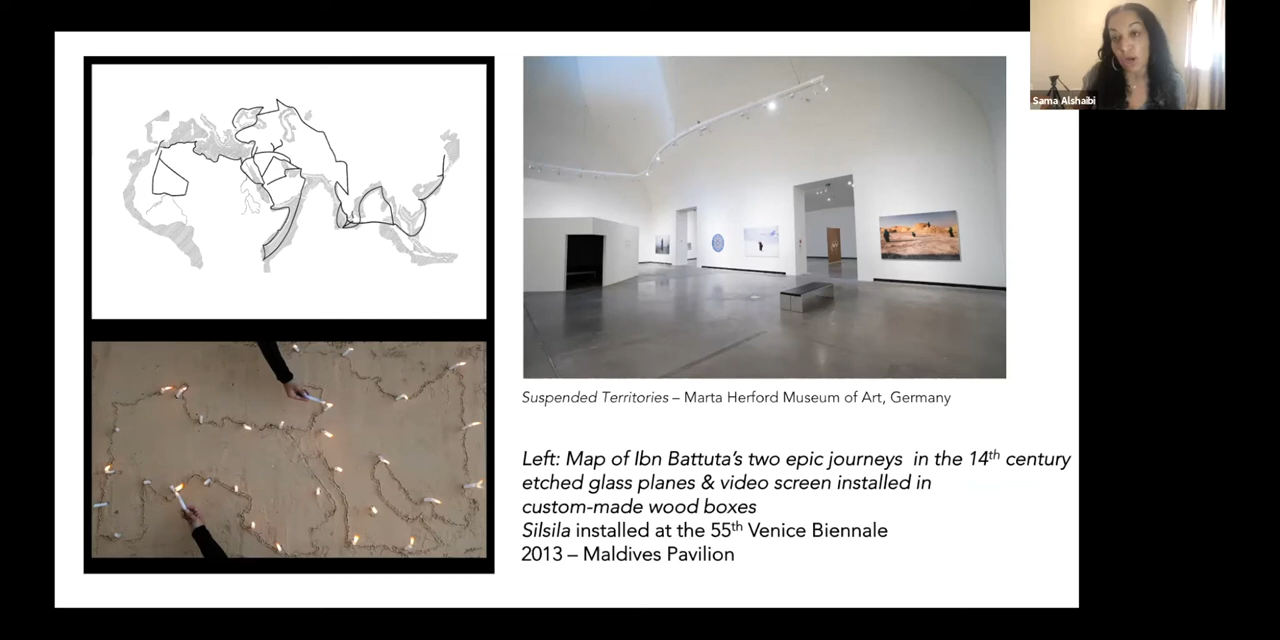 Sama Alshaibi
Suspended Territories – Marta Herford Museum of Art, Germany
Left: Map of Ibn Battuta's two epic journeys in the 14th century
etched glass planes & video screen installed in
custom-made wood boxes
Silsila installed at the 55th Venice Biennale
2013 – Maldives Pavilion